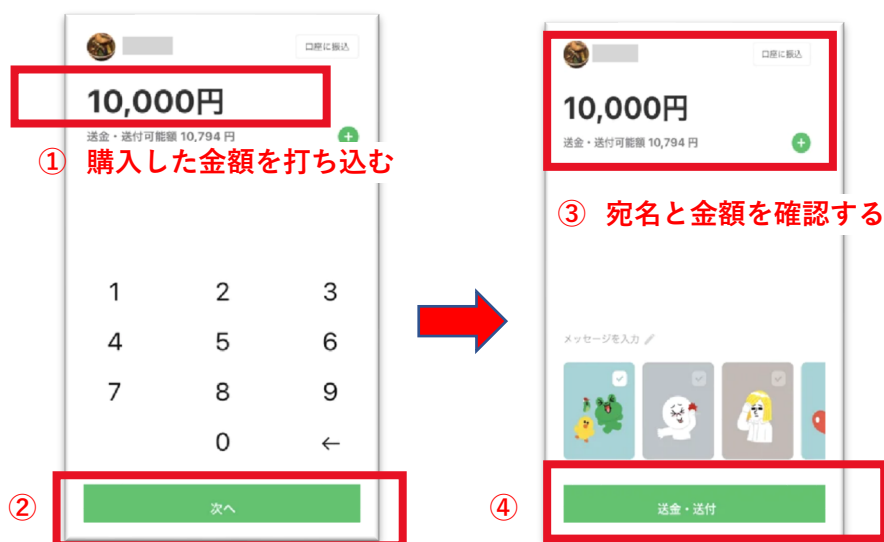 口座に振込
10,000円
送金・送付可能額 10,794 円
① 購入した金額を打ち込む
1 2 3
4 5 6
7 8 9
0 ←
② 次へ
口座に振込
10,000円
送金・送付可能額 10,794 円
③ 宛名と金額を確認する
メッセージを入力
④ 送金・送付